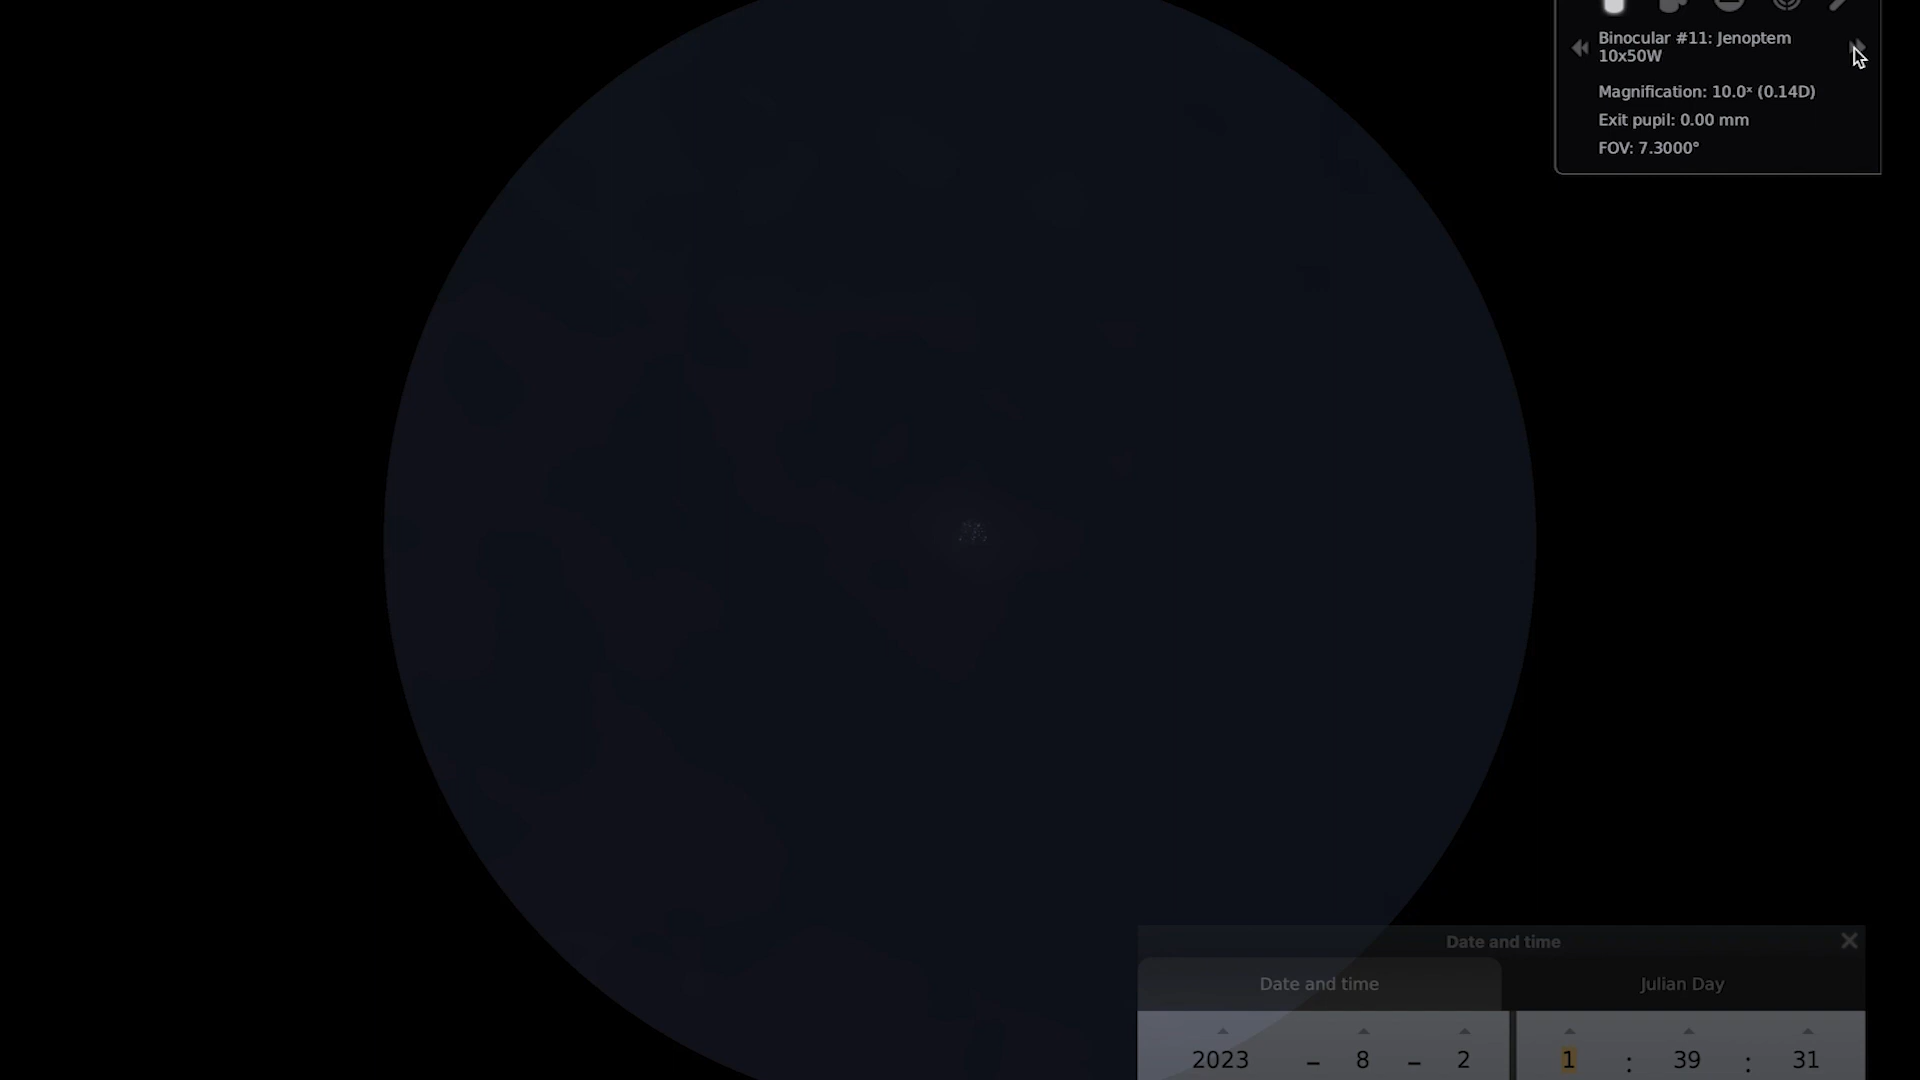 Binocular #11: Jenoptem
10x50W
Magnification: 10.0ˣ (0.14D)
Exit pupil: 0.00 mm
FOV: 7.3000°
Date and time
Date and time
Julian Day
2023 – 8 – 2
1 : 39 : 31